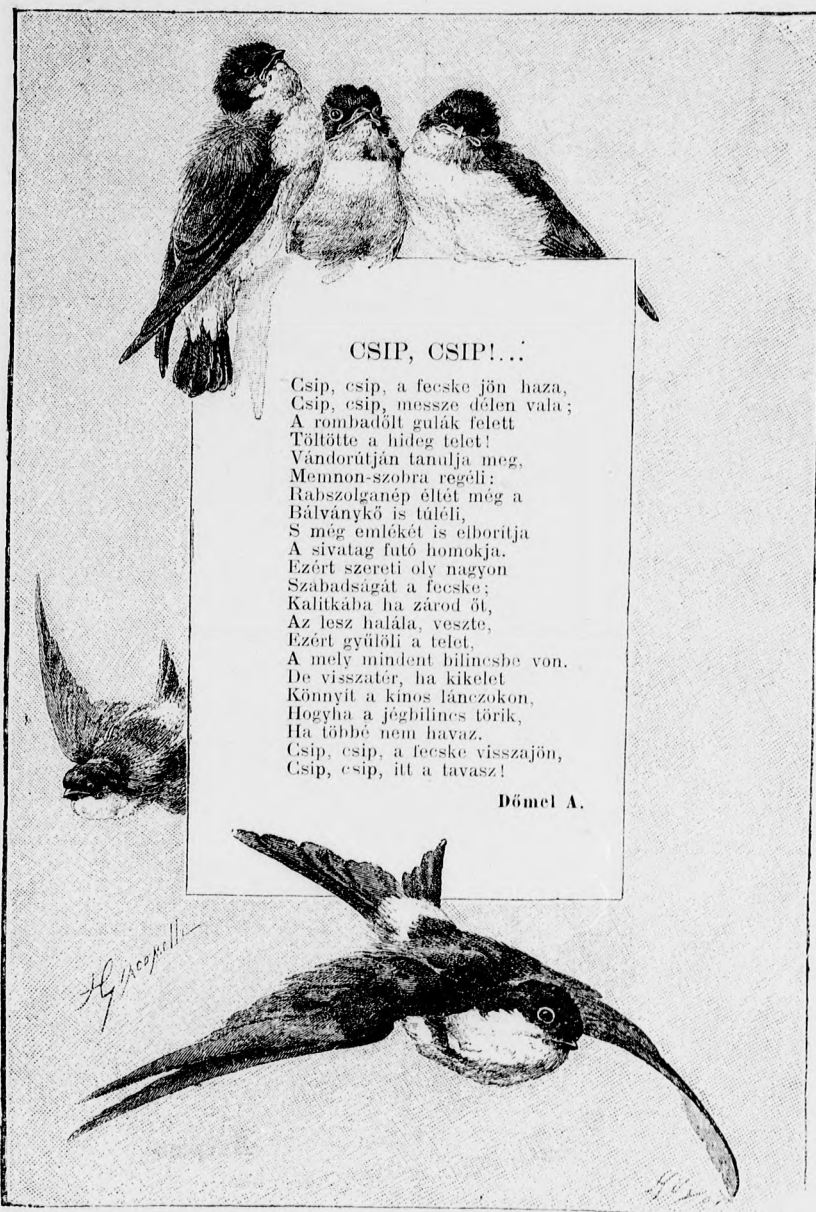 CSIP, CSIP!...
Csip, csip, a fecske jön haza,
Csip, csip, messze délen vala;
A rombadőlt gulák felett
Töltötte a hideg telet!
Vándorútján tanulja meg,
Memnon-szobra regéli:
Rabszolganép éltét még a
Bálványkő is túléli,
S még emlékét is elborítja
A sivatag futó homokja.
Ezért szereti oly nagyon
Szabadságát a fecske;
Kalitkába ha zárod őt,
Az lesz halála, veszte,
Ezért gyűlöli a telet,
A mely mindent bilincsbe von.
De visszatér, ha kikelet
Könnyít a kínos lánczokon,
Hogyha a jégbilincs törik,
Ha többé nem havaz.
Csip, csip, a fecske visszajön,
Csip, csip, itt a tavasz!
Dőmel A.
HGiacomelli